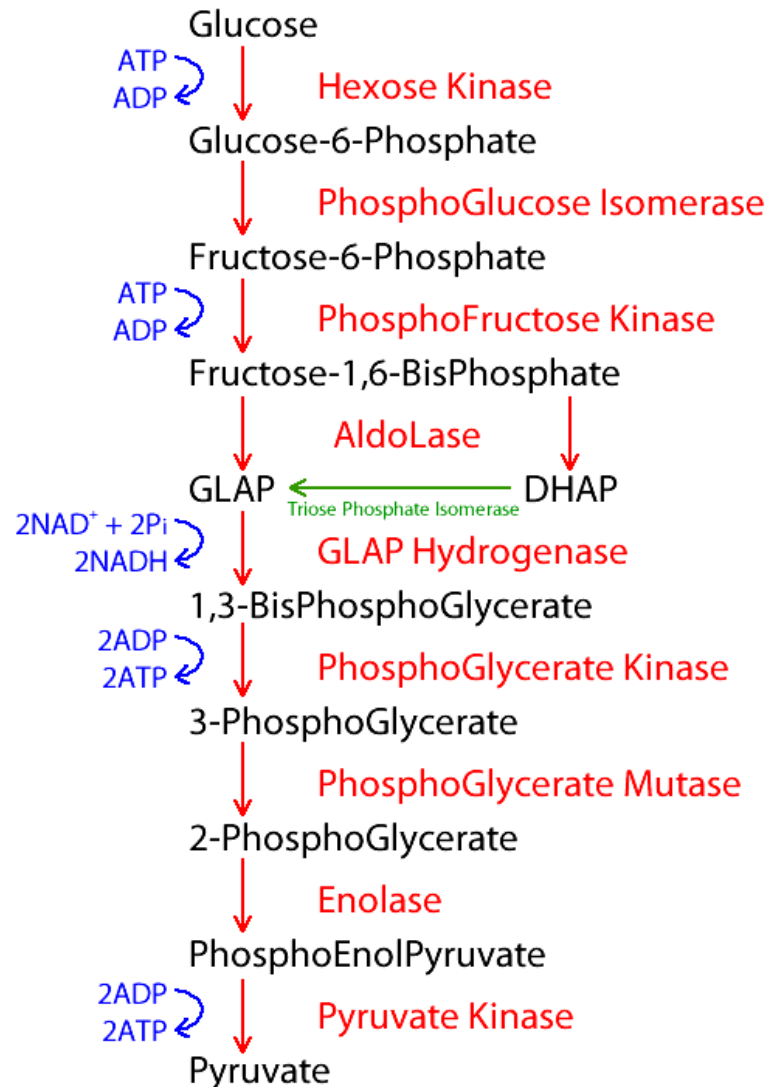 Glucose
ATP
ADP
Hexose Kinase
Glucose-6-Phosphate
PhosphoGlucose Isomerase
Fructose-6-Phosphate
ATP
ADP
PhosphoFructose Kinase
Fructose-1,6-BisPhosphate
AldoLase
GLAP
DHAP
Triose Phosphate Isomerase
2NAD⁺ + 2Pi
2NADH
GLAP Hydrogenase
1,3-BisPhosphoGlycerate
2ADP
2ATP
PhosphoGlycerate Kinase
3-PhosphoGlycerate
PhosphoGlycerate Mutase
2-PhosphoGlycerate
Enolase
PhosphoEnolPyruvate
2ADP
2ATP
Pyruvate Kinase
Pyruvate